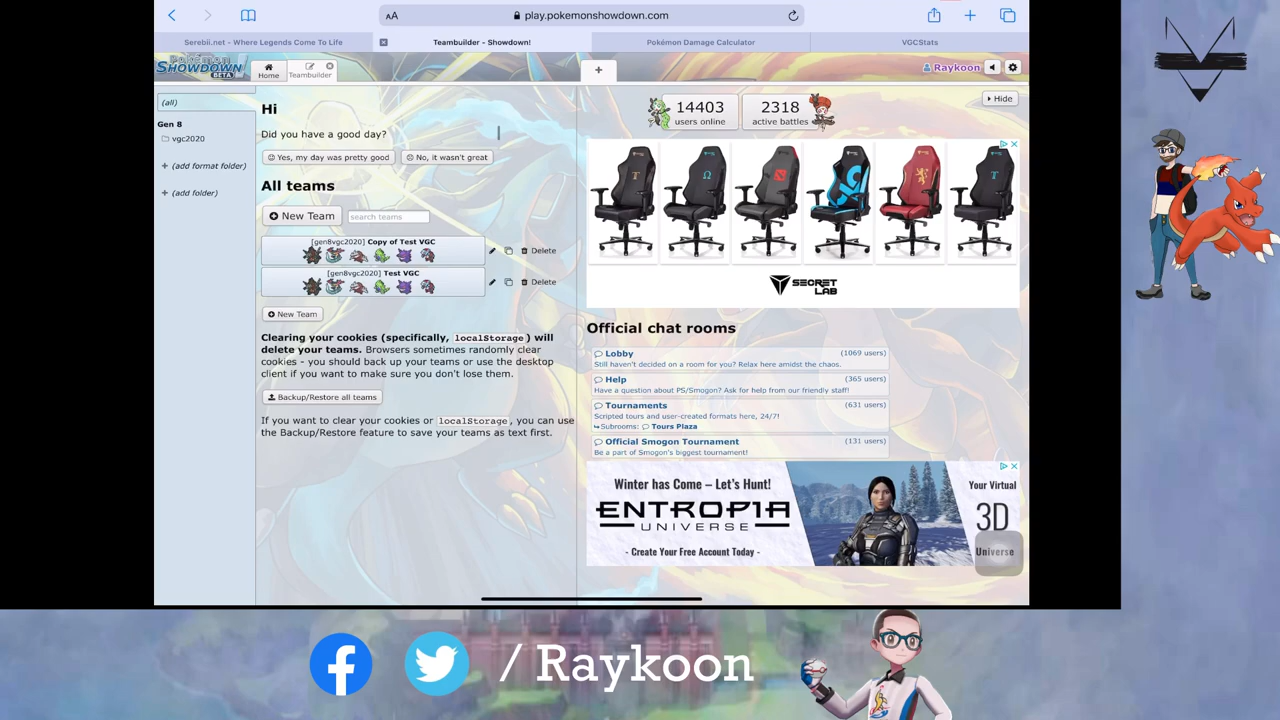 AA
play.pokemonshowdown.com
Serebii.net - Where Legends Come To Life
Teambuilder - Showdown!
Pokémon Damage Calculator
VGCStats
Pokémon
SHOWDOWN
BETA
Home
Teambuilder
Raykoon
(all)
Gen 8
vgc2020
(add format folder)
(add folder)
Hi
Did you have a good day?
Yes, my day was pretty good
No, it wasn't great
All teams
New Team
search teams
[gen8vgc2020] Copy of Test VGC
Delete
[gen8vgc2020] Test VGC
Delete
New Team
Clearing your cookies (specifically, localStorage) will
delete your teams. Browsers sometimes randomly clear
cookies - you should back up your teams or use the desktop
client if you want to make sure you don't lose them.
Backup/Restore all teams
If you want to clear your cookies or localStorage, you can use
the Backup/Restore feature to save your teams as text first.
14403
users online
2318
active battles
Hide
SECRET
LAB
Official chat rooms
Lobby
(1069 users)
Still haven't decided on a room for you? Relax here amidst the chaos.
Help
(365 users)
Have a question about PS/Smogon? Ask for help from our friendly staff!
Tournaments
(631 users)
Scripted tours and user-created formats here, 24/7!
Subrooms: Tours Plaza
Official Smogon Tournament
(131 users)
Be a part of Smogon's biggest tournament!
Winter has Come – Let's Hunt!
ENTROPIA
UNIVERSE
- Create Your Free Account Today -
Your Virtual
3D
Universe
/ Raykoon